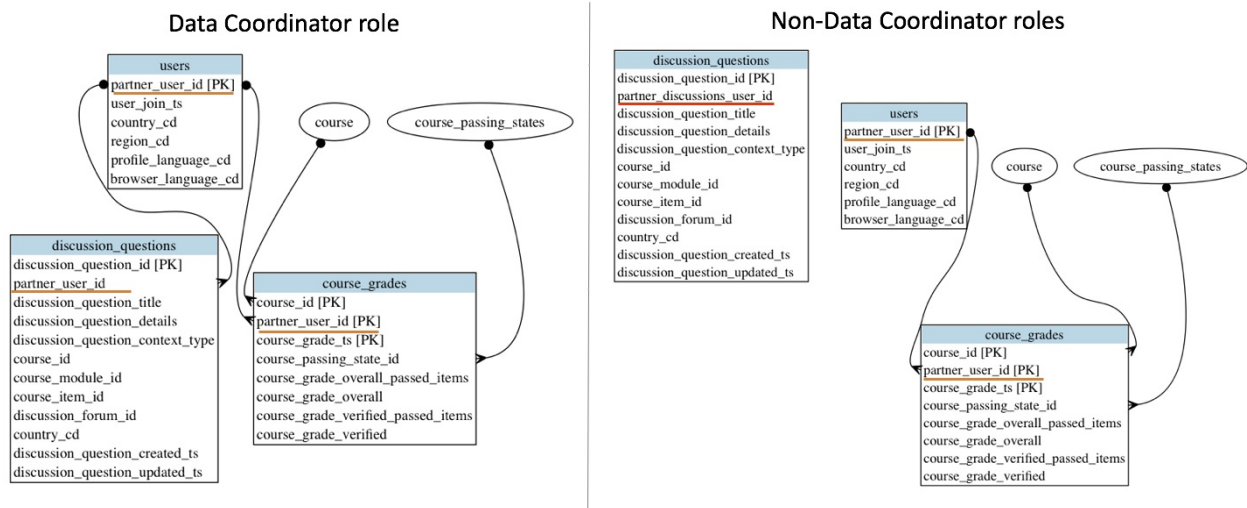 Data Coordinator role
users
partner_user_id [PK]
user_join_ts
country_cd
region_cd
profile_language_cd
browser_language_cd
course
course_passing_states
discussion_questions
discussion_question_id [PK]
partner_user_id
discussion_question_title
discussion_question_details
discussion_question_context_type
course_id
course_module_id
course_item_id
discussion_forum_id
country_cd
discussion_question_created_ts
discussion_question_updated_ts
course_grades
course_id [PK]
partner_user_id [PK]
course_grade_ts [PK]
course_passing_state_id
course_grade_overall_passed_items
course_grade_overall
course_grade_verified_passed_items
course_grade_verified
Non-Data Coordinator roles
discussion_questions
discussion_question_id [PK]
partner_discussions_user_id
discussion_question_title
discussion_question_details
discussion_question_context_type
course_id
course_module_id
course_item_id
discussion_forum_id
country_cd
discussion_question_created_ts
discussion_question_updated_ts
users
partner_user_id [PK]
user_join_ts
country_cd
region_cd
profile_language_cd
browser_language_cd
course
course_passing_states
course_grades
course_id [PK]
partner_user_id [PK]
course_grade_ts [PK]
course_passing_state_id
course_grade_overall_passed_items
course_grade_overall
course_grade_verified_passed_items
course_grade_verified